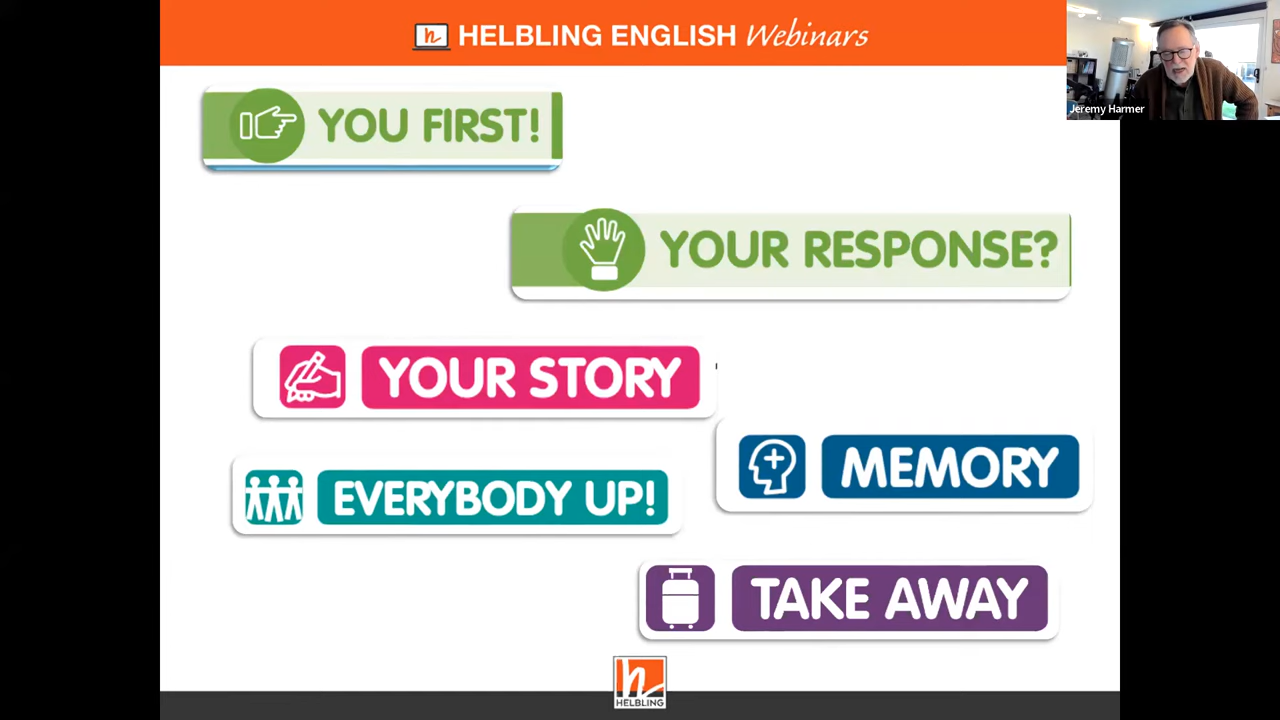 HELBLING ENGLISH Webinars
Jeremy Harmer
YOU FIRST!
YOUR RESPONSE?
YOUR STORY
MEMORY
EVERYBODY UP!
TAKE AWAY
HELBLING